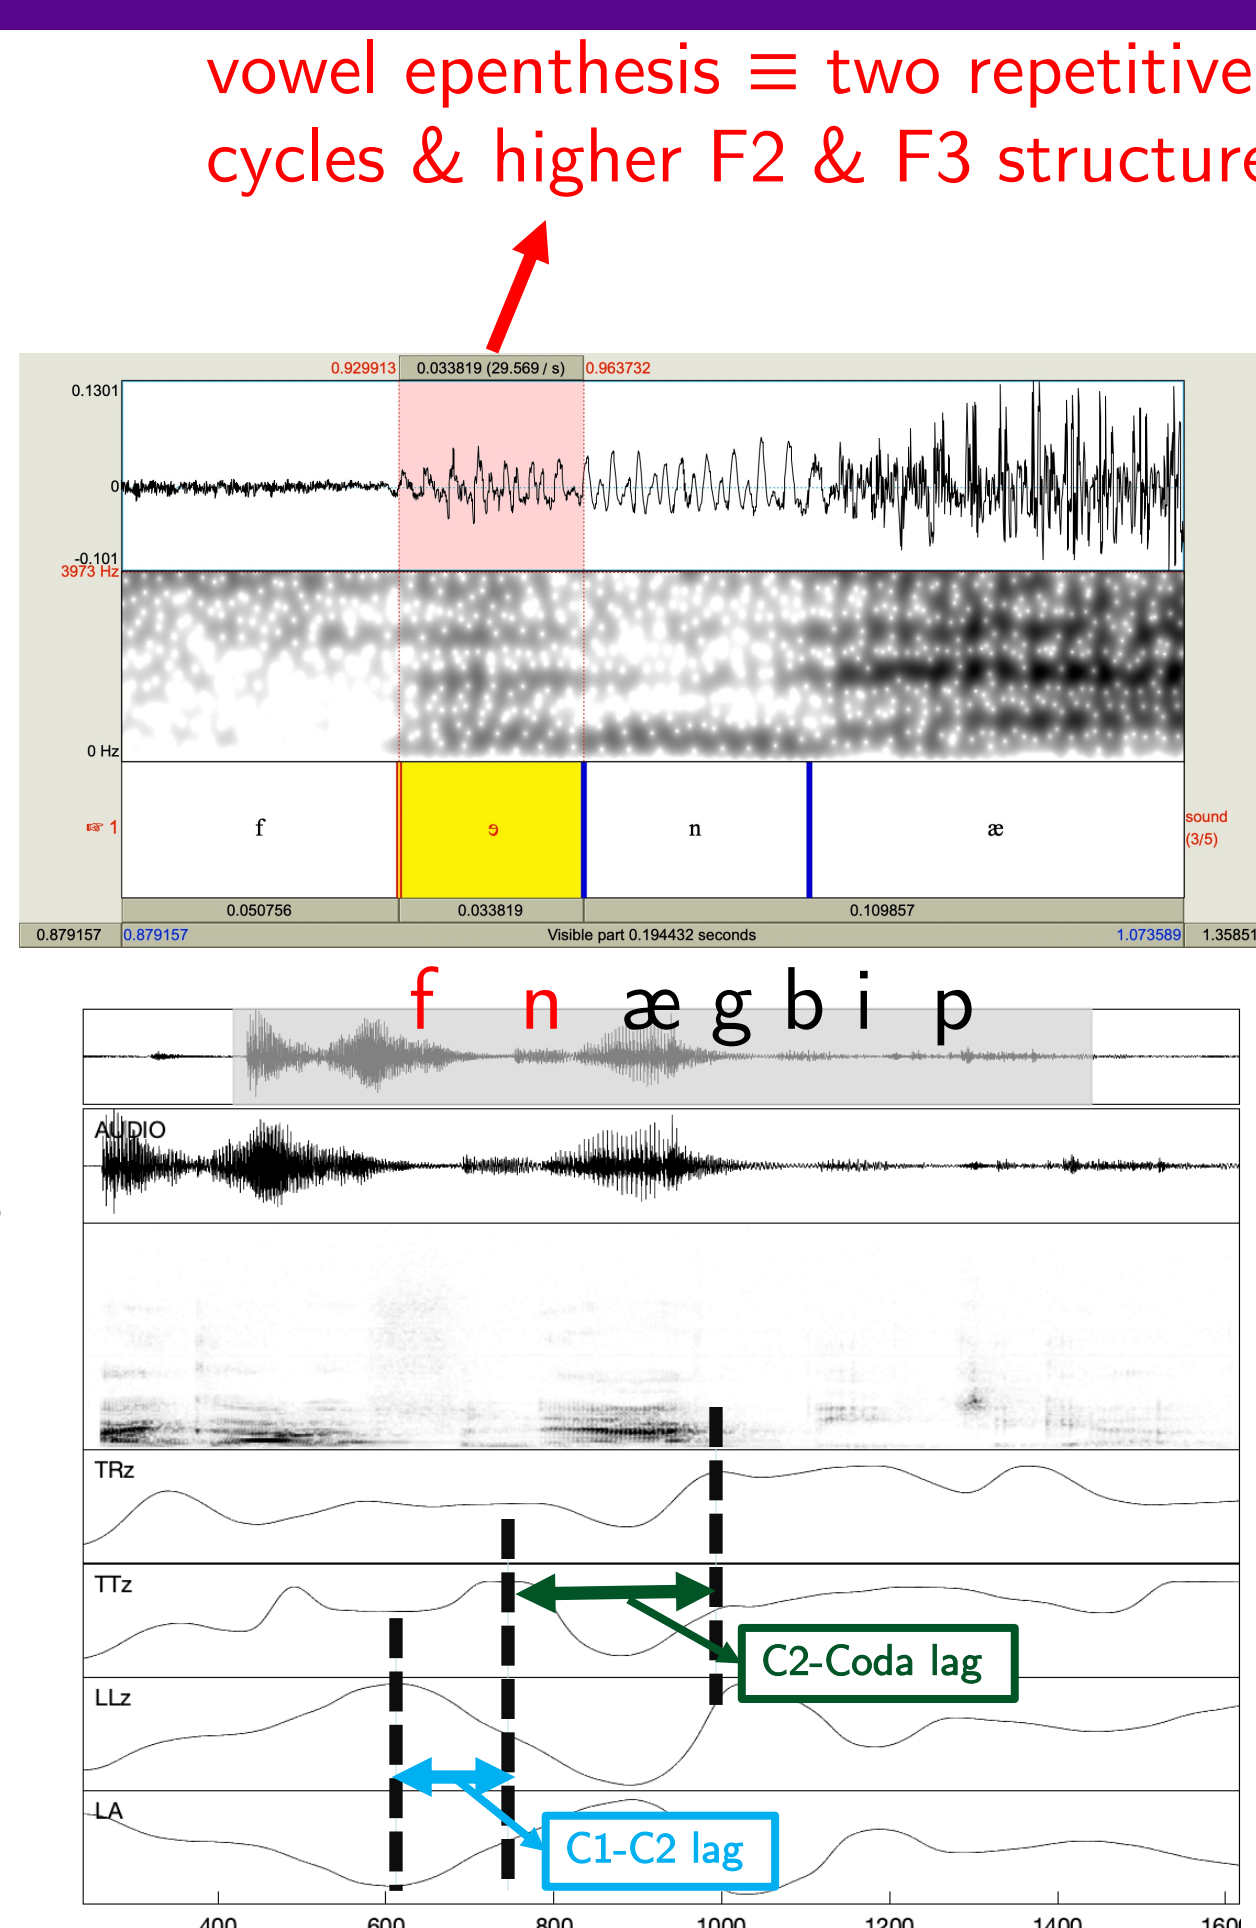 vowel epenthesis ≡ two repetitive
cycles & higher F2 & F3 structure
0.929913 0.033819 (29.569 / s) 0.963732
0.1301
0
-0.101
3973 Hz
0 Hz
☞ 1 f ɘ n æ sound
(3/5)
0.050756 0.033819 0.109857
0.879157 0.879157 Visible part 0.194432 seconds 1.073589 1.35851
f n æ g b i p
AUDIO
TRz
TTz
C2-Coda lag
LLz
LA
C1-C2 lag
400 600 800 1000 1200 1400 1600